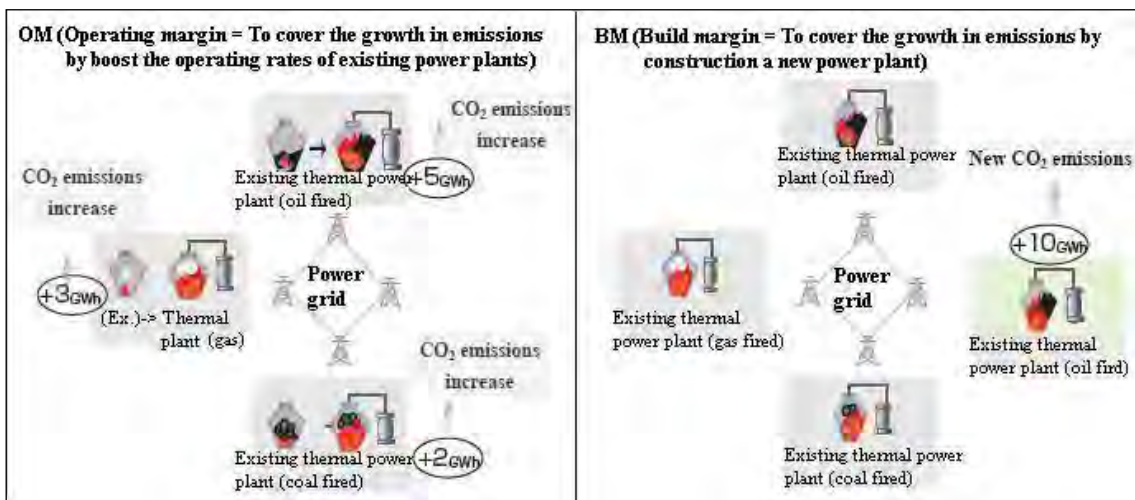 OM (Operating margin = To cover the growth in emissions
by boost the operating rates of existing power plants)
CO₂ emissions
increase
Existing thermal power
plant (oil fired)
+5GWh
CO₂ emissions
increase
+3GWh
(Ex.)-> Thermal
plant (gas)
Power
grid
CO₂ emissions
increase
Existing thermal power
plant (coal fired)
+2GWh
BM (Build margin = To cover the growth in emissions by
construction a new power plant)
Existing thermal power
plant (oil fired)
New CO₂ emissions
+10GWh
Existing thermal
power plant (gas fired)
Power
grid
Existing thermal
power plant (oil fird)
Existing thermal power
plant (coal fired)